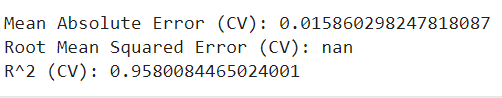 Mean Absolute Error (CV): 0.015860298247818087
Root Mean Squared Error (CV): nan
R^2 (CV): 0.9580084465024001